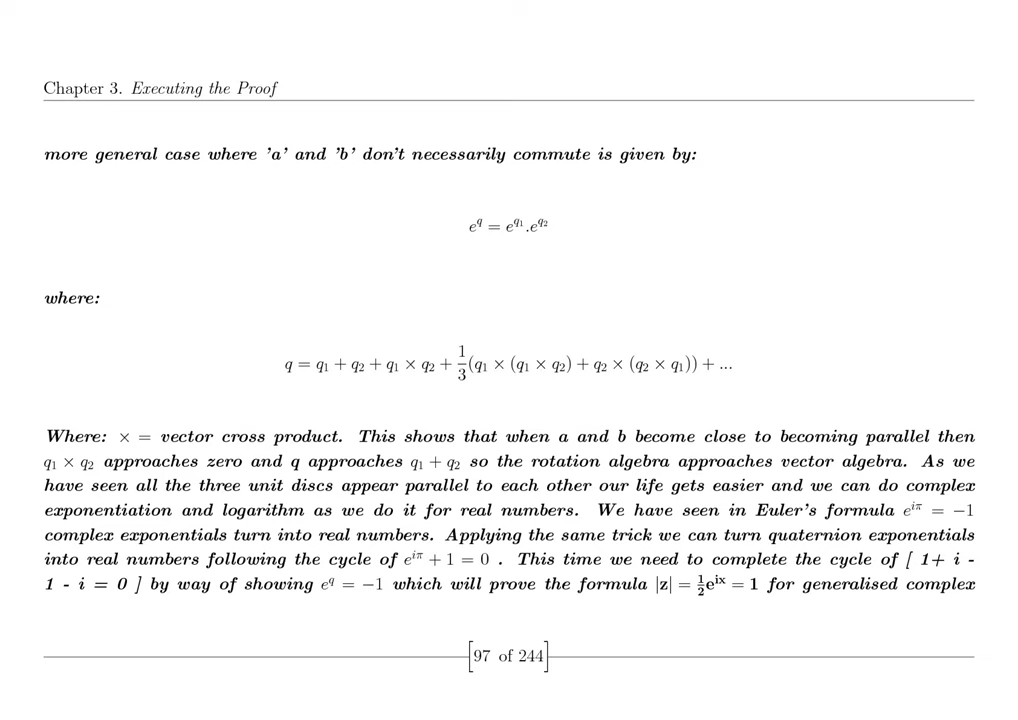 Chapter 3. Executing the Proof
more general case where 'a' and 'b' don't necessarily commute is given by:
e^q = e^{q_1}.e^{q_2}
where:
q = q_1 + q_2 + q_1 × q_2 + \frac{1}{3}(q_1 × (q_1 × q_2) + q_2 × (q_2 × q_1)) + ...
Where: × = vector cross product. This shows that when a and b become close to becoming parallel then
q_1 × q_2 approaches zero and q approaches q_1 + q_2 so the rotation algebra approaches vector algebra. As we
have seen all the three unit discs appear parallel to each other our life gets easier and we can do complex
exponentiation and logarithm as we do it for real numbers. We have seen in Euler's formula e^{iπ} = −1
complex exponentials turn into real numbers. Applying the same trick we can turn quaternion exponentials
into real numbers following the cycle of e^{iπ} + 1 = 0 . This time we need to complete the cycle of [ 1+ i -
1 - i = 0 ] by way of showing e^q = −1 which will prove the formula |z| = \frac{1}{2}e^{ix} = 1 for generalised complex
97 of 244